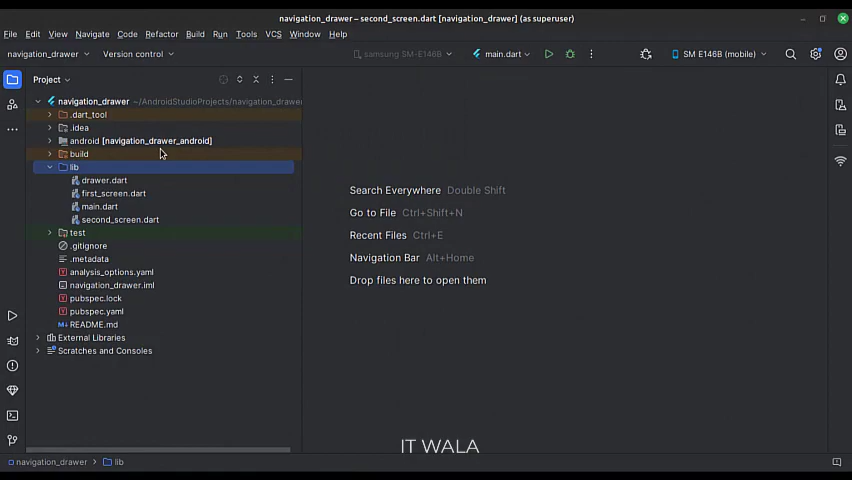 navigation_drawer – second_screen.dart [navigation_drawer] (as superuser)
File Edit View Navigate Code Refactor Build Run Tools VCS Window Help
navigation_drawer Version control samsung SM-E146B main.dart SM E146B (mobile)
Project
navigation_drawer ~/AndroidStudioProjects/navigation_drawer
.dart_tool
.idea
android [navigation_drawer_android]
build
lib
drawer.dart
first_screen.dart
main.dart
second_screen.dart
test
.gitignore
.metadata
analysis_options.yaml
navigation_drawer.iml
pubspec.lock
pubspec.yaml
README.md
External Libraries
Scratches and Consoles
Search Everywhere Double Shift
Go to File Ctrl+Shift+N
Recent Files Ctrl+E
Navigation Bar Alt+Home
Drop files here to open them
IT WALA
navigation_drawer lib